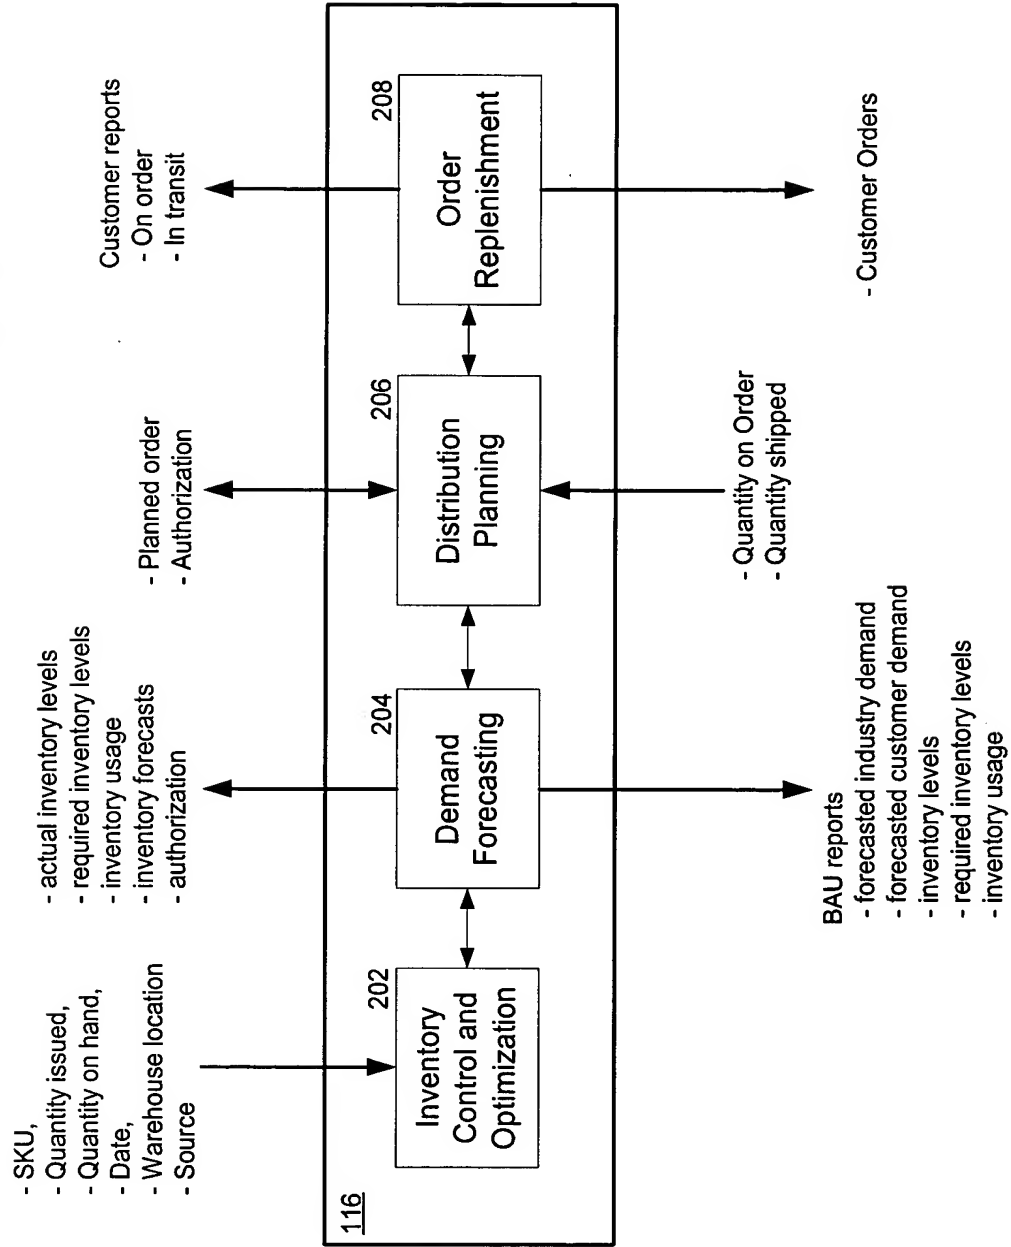 - SKU,
- Quantity issued,
- Quantity on hand,
- Date,
- Warehouse location
- Source
- actual inventory levels
- required inventory levels
- inventory usage
- inventory forecasts
- authorization
- Planned order
- Authorization
Customer reports
- On order
- In transit
116
202
Inventory
Control and
Optimization
204
Demand
Forecasting
206
Distribution
Planning
208
Order
Replenishment
BAU reports
- forecasted industry demand
- forecasted customer demand
- inventory levels
- required inventory levels
- inventory usage
- Quantity on Order
- Quantity shipped
- Customer Orders